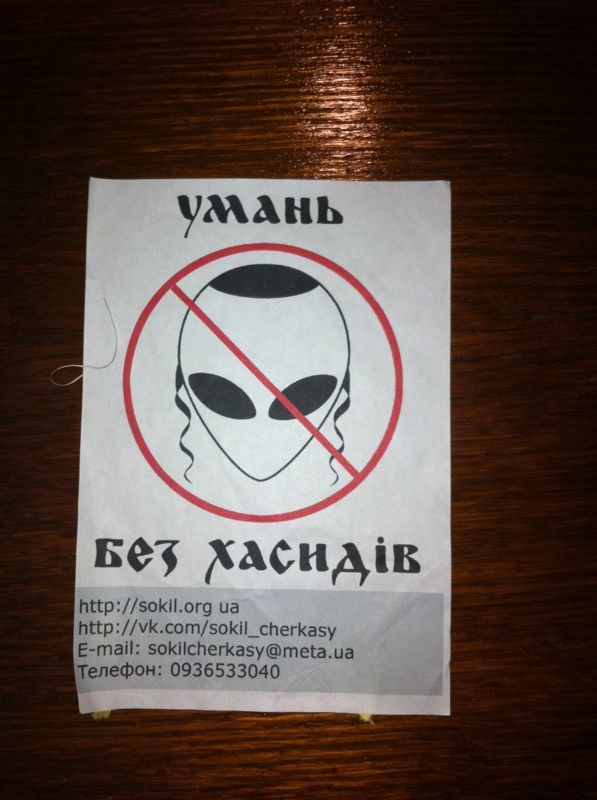 умань
без хасидів
http://sokil.org ua
http://vk.com/sokil_cherkasy
E-mail: sokilcherkasy@meta.ua
Телефон: 0936533040